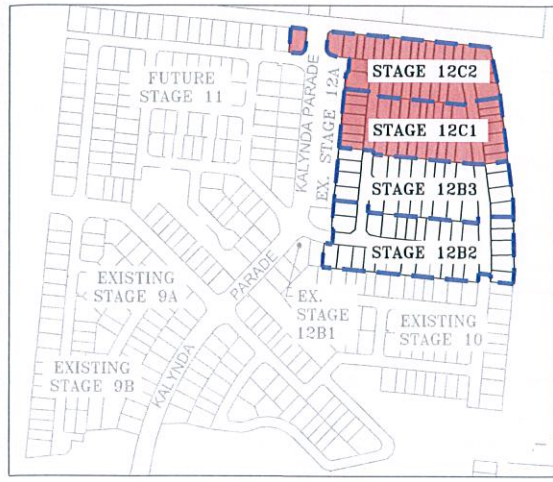 FUTURE
STAGE 11
KALYNDA PARADE
EX. STAGE 12A
STAGE 12C2
STAGE 12C1
STAGE 12B3
STAGE 12B2
EXISTING
STAGE 9A
PARADE
EX.
STAGE
12B1
EXISTING
STAGE 10
EXISTING
STAGE 9B
KALYNDA